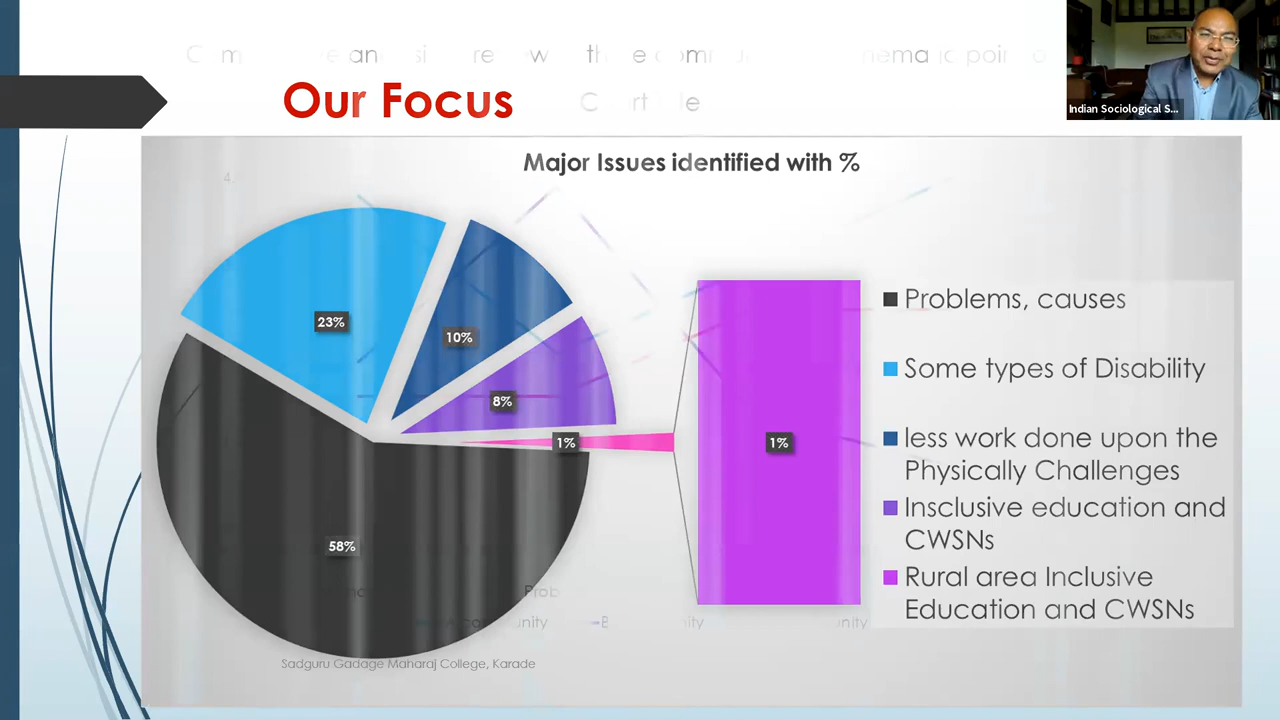 Our Focus
Indian Sociological S...
Major Issues identified with %
4.
23%
10%
8%
1%
1%
58%
Problems, causes
Some types of Disability
less work done upon the
Physically Challenges
Insclusive education and
CWSNs
Rural area Inclusive
Education and CWSNs
Sadguru Gadage Maharaj College, Karade